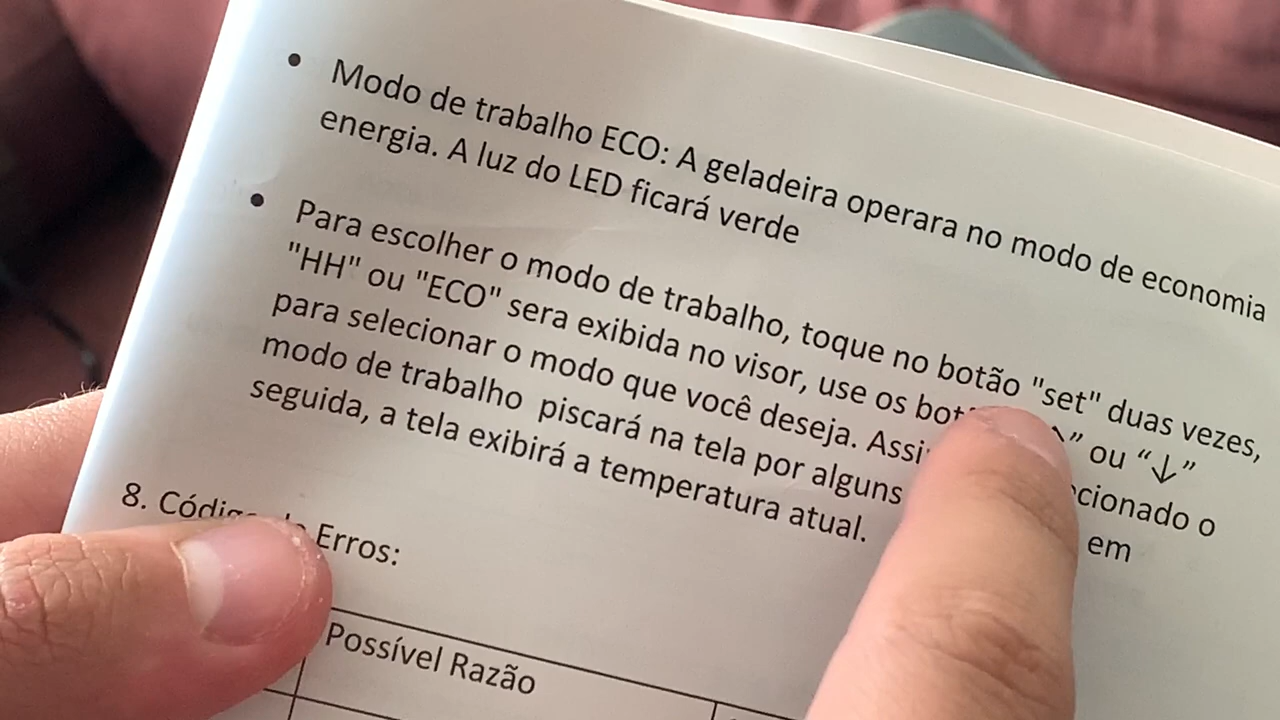 • Modo de trabalho ECO: A geladeira operara no modo de economia
energia. A luz do LED ficará verde
• Para escolher o modo de trabalho, toque no botão "set" duas vezes,
"HH" ou "ECO" sera exibida no visor, use os ” ou “↓”
para selecionar o modo que você deseja. o
modo de trabalho piscará na tela por alguns em
seguida, a tela exibirá a temperatura atual.
8. Erros:
Possível Razão